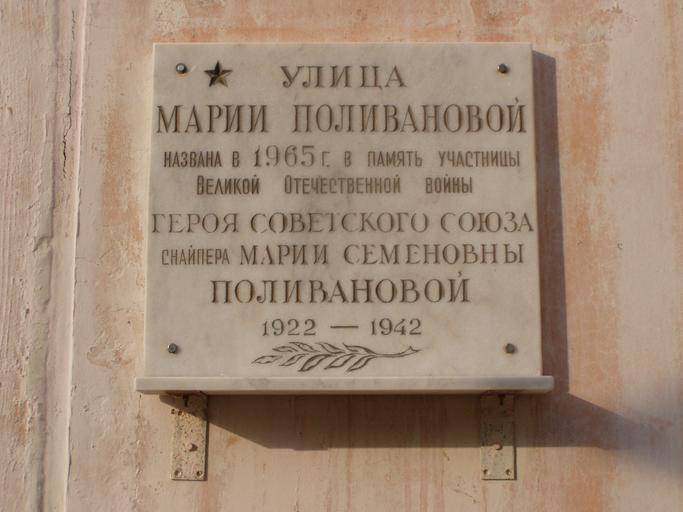 УЛИЦА
МАРИИ ПОЛИВАНОВОЙ
НАЗВАНА В 1965 Г. В ПАМЯТЬ УЧАСТНИЦЫ
ВЕЛИКОЙ ОТЕЧЕСТВЕННОЙ ВОЙНЫ
ГЕРОЯ СОВЕТСКОГО СОЮЗА
СНАЙПЕРА МАРИИ СЕМЕНОВНЫ
ПОЛИВАНОВОЙ
1922 — 1942